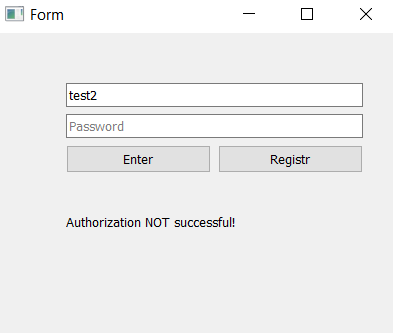 Form
test2
Password
Enter Registr
Authorization NOT successful!